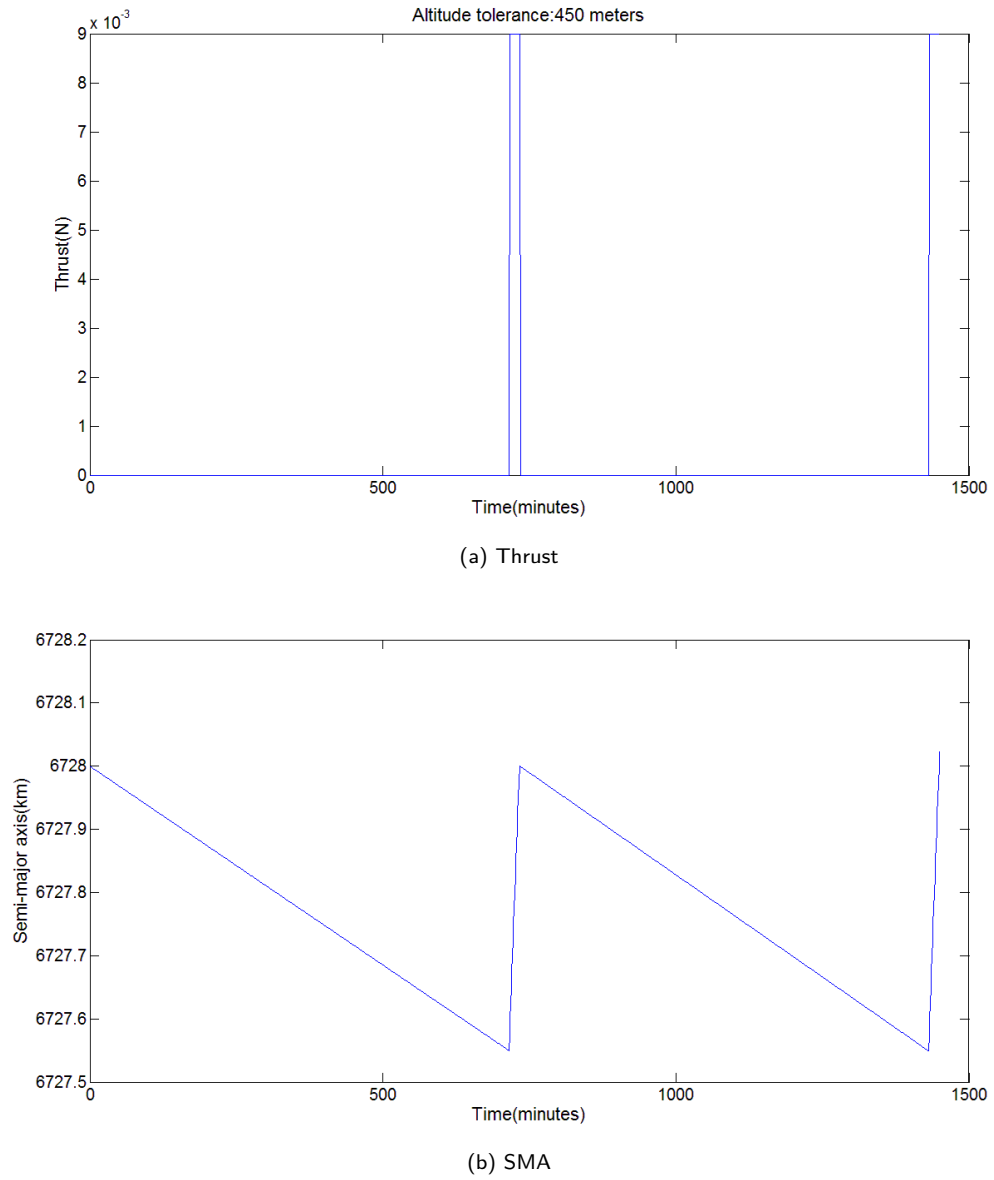 Altitude tolerance:450 meters
x 10-3
9
8
7
6
5
4
3
2
1
0
Thrust(N)
0 500 1000 1500
Time(minutes)
(a) Thrust
6728.2
6728.1
6728
6727.9
6727.8
6727.7
6727.6
6727.5
Semi-major axis(km)
0 500 1000 1500
Time(minutes)
(b) SMA